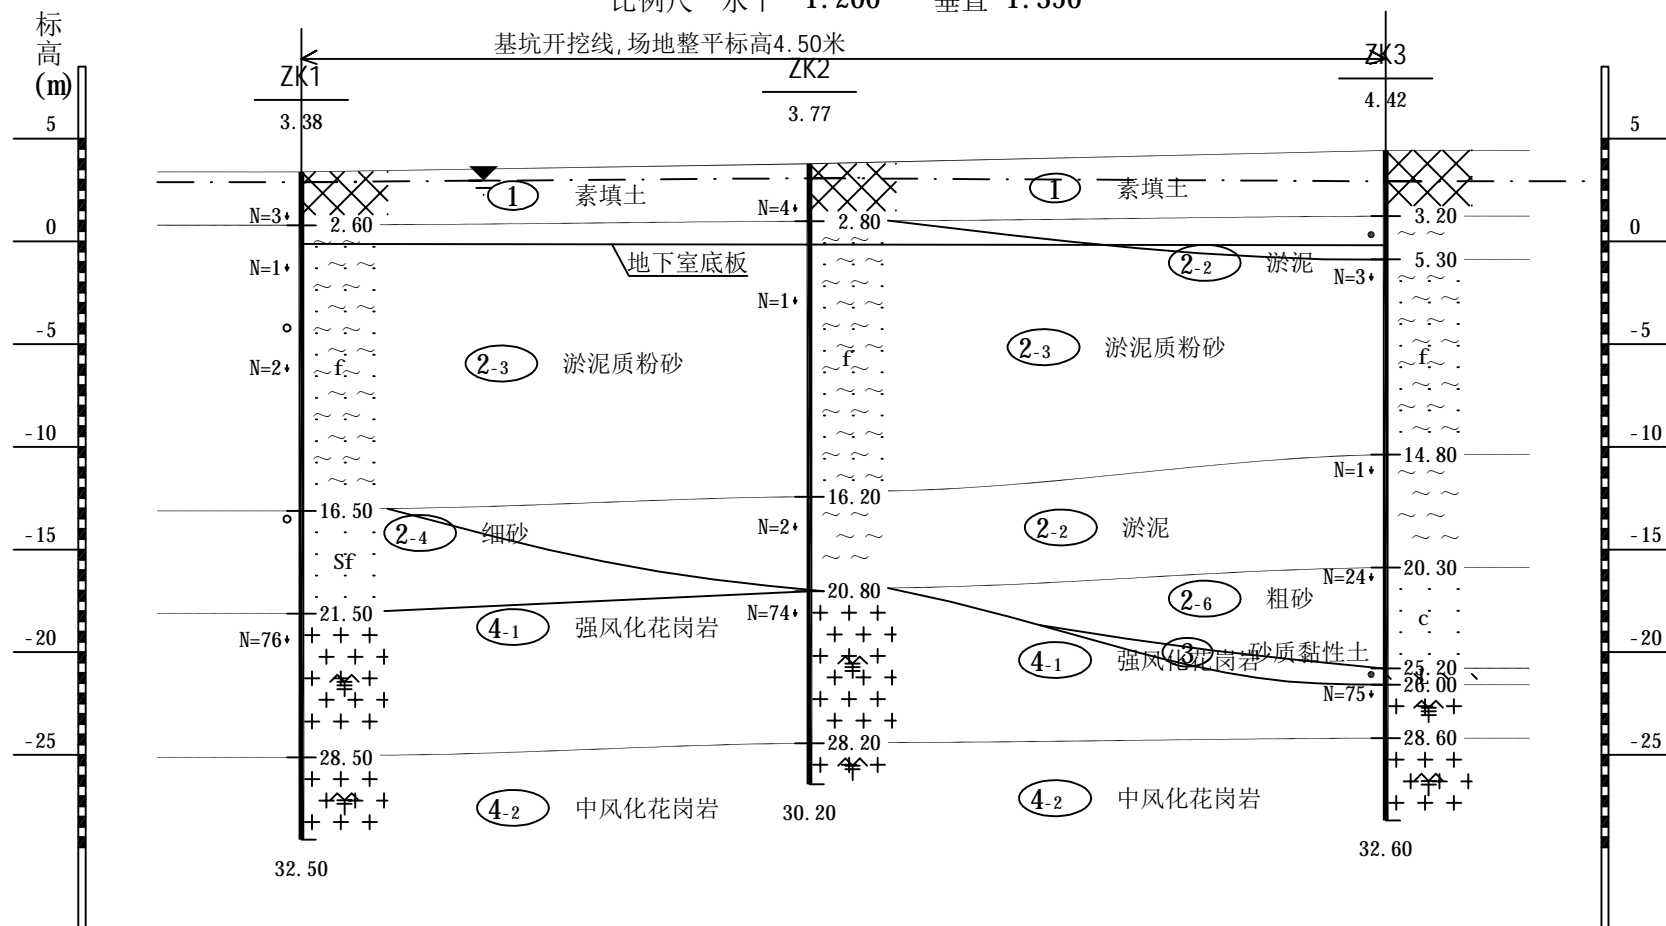 比例尺 水平 1:200 垂直 1:350
标高(m)
基坑开挖线,场地整平标高4.50米
ZK1
3.38
ZK2
3.77
ZK3
4.42
5
5
1 素填土
1 素填土
N=3
N=4
2.60
2.80
3.20
0
0
地下室底板
2-2 淤泥
5.30
N=1
N=1
N=3
-5
-5
N=2
f
2-3 淤泥质粉砂
f
2-3 淤泥质粉砂
f
-10
-10
14.80
N=1
16.50
16.20
2-4 细砂
N=2
2-2 淤泥
-15
-15
Sf
20.80
20.30
N=24
2-6 粗砂
21.50
4-1 强风化花岗岩
N=74
c
N=76
-20
-20
4-1 强风化花岗岩
3 砂质黏性土
25.20
26.00
N=75
28.50
28.20
28.60
-25
-25
4-2 中风化花岗岩
4-2 中风化花岗岩
30.20
32.50
32.60